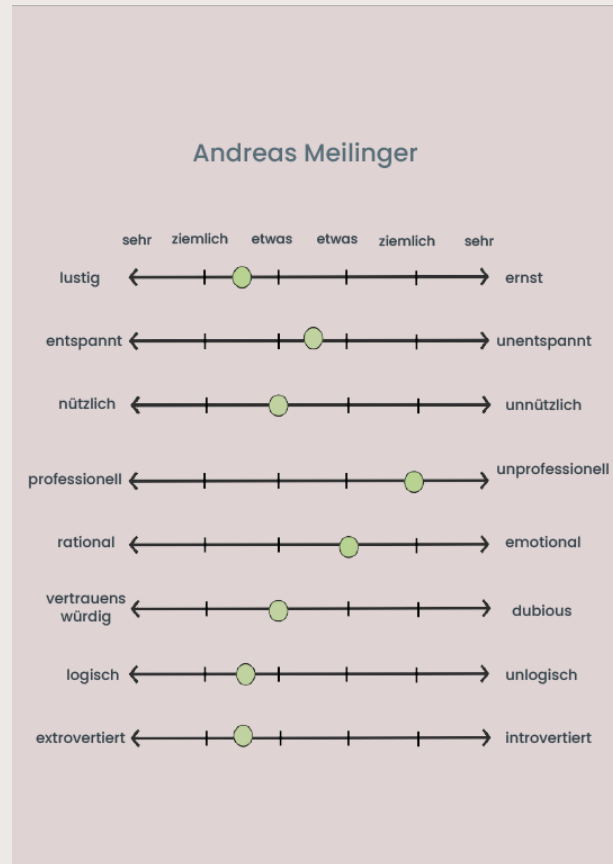 Andreas Meilinger
sehr ziemlich etwas etwas ziemlich sehr
lustig ernst
entspannt unentspannt
nützlich unnützlich
professionell unprofessionell
rational emotional
vertrauens
würdig dubious
logisch unlogisch
extrovertiert introvertiert